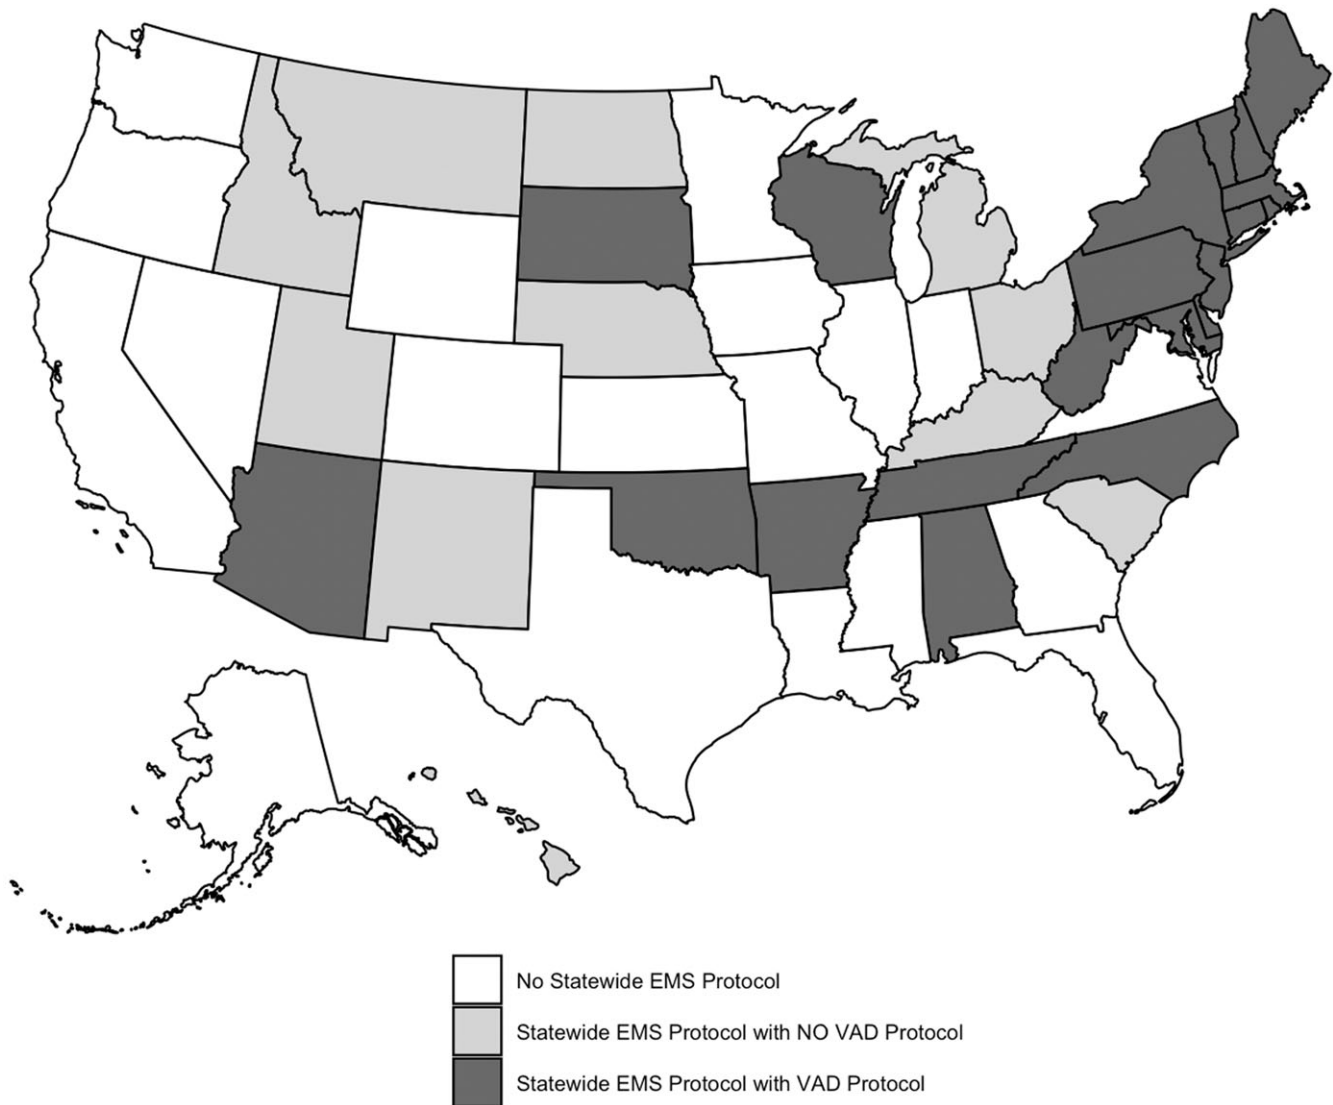 No Statewide EMS Protocol
Statewide EMS Protocol with NO VAD Protocol
Statewide EMS Protocol with VAD Protocol